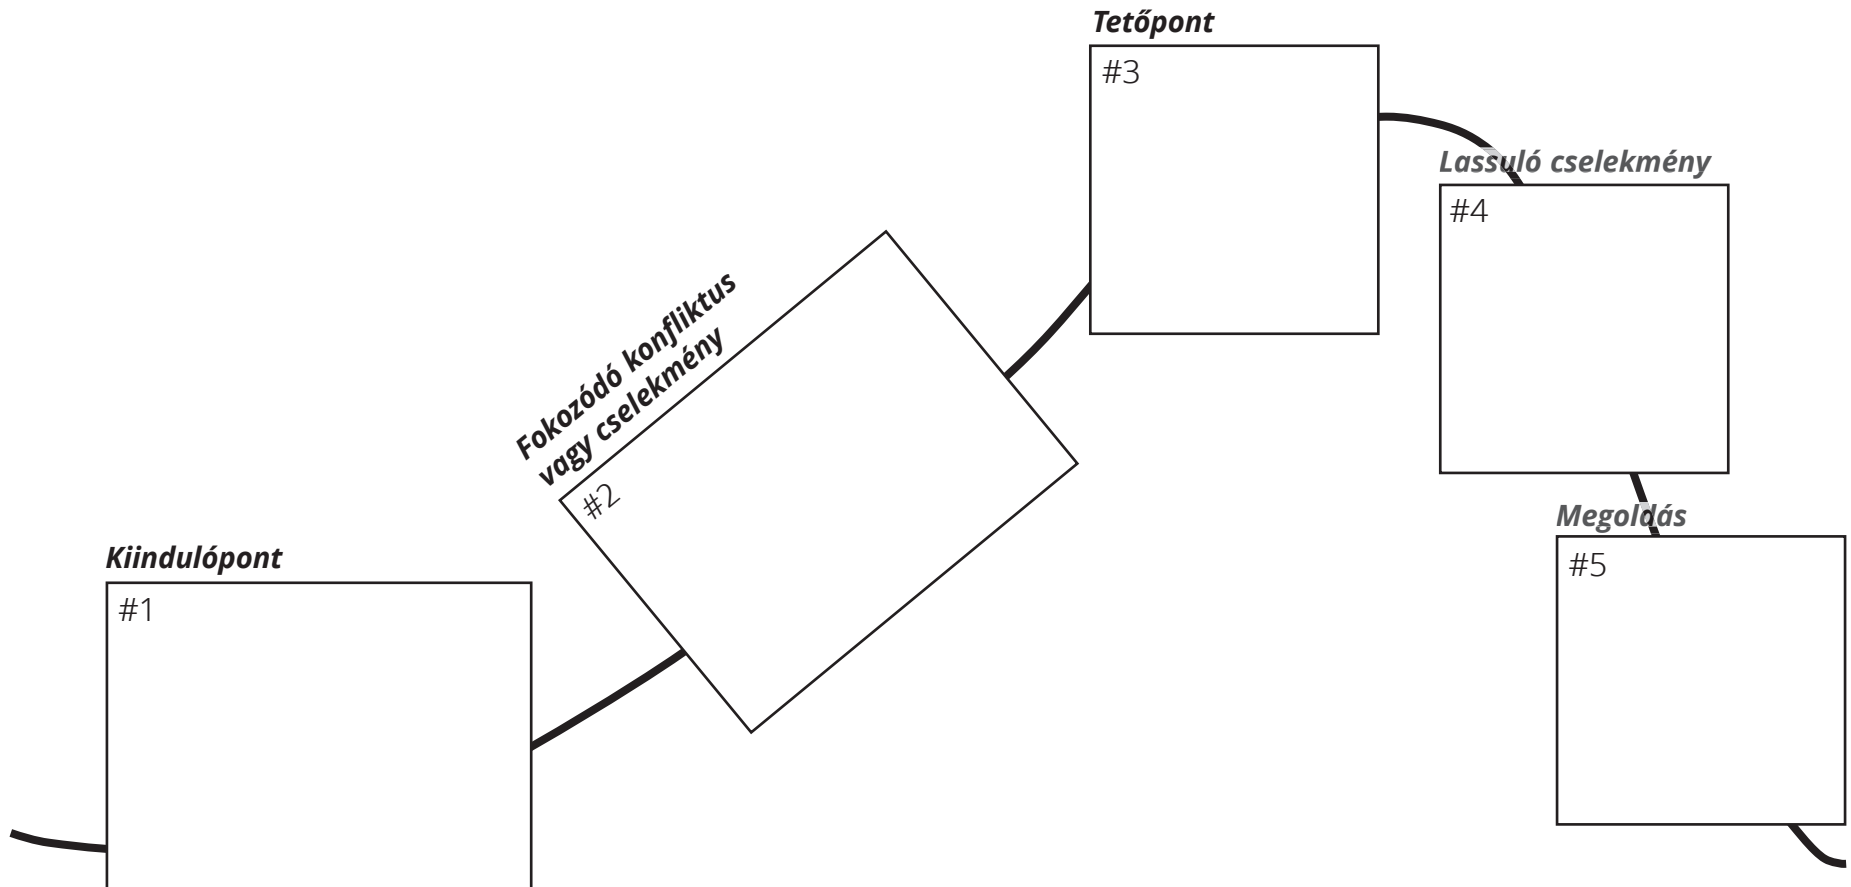 Kiindulópont
#1
Fokozódó konfliktus
vagy cselekmény
#2
Tetőpont
#3
Lassuló cselekmény
#4
Megoldás
#5